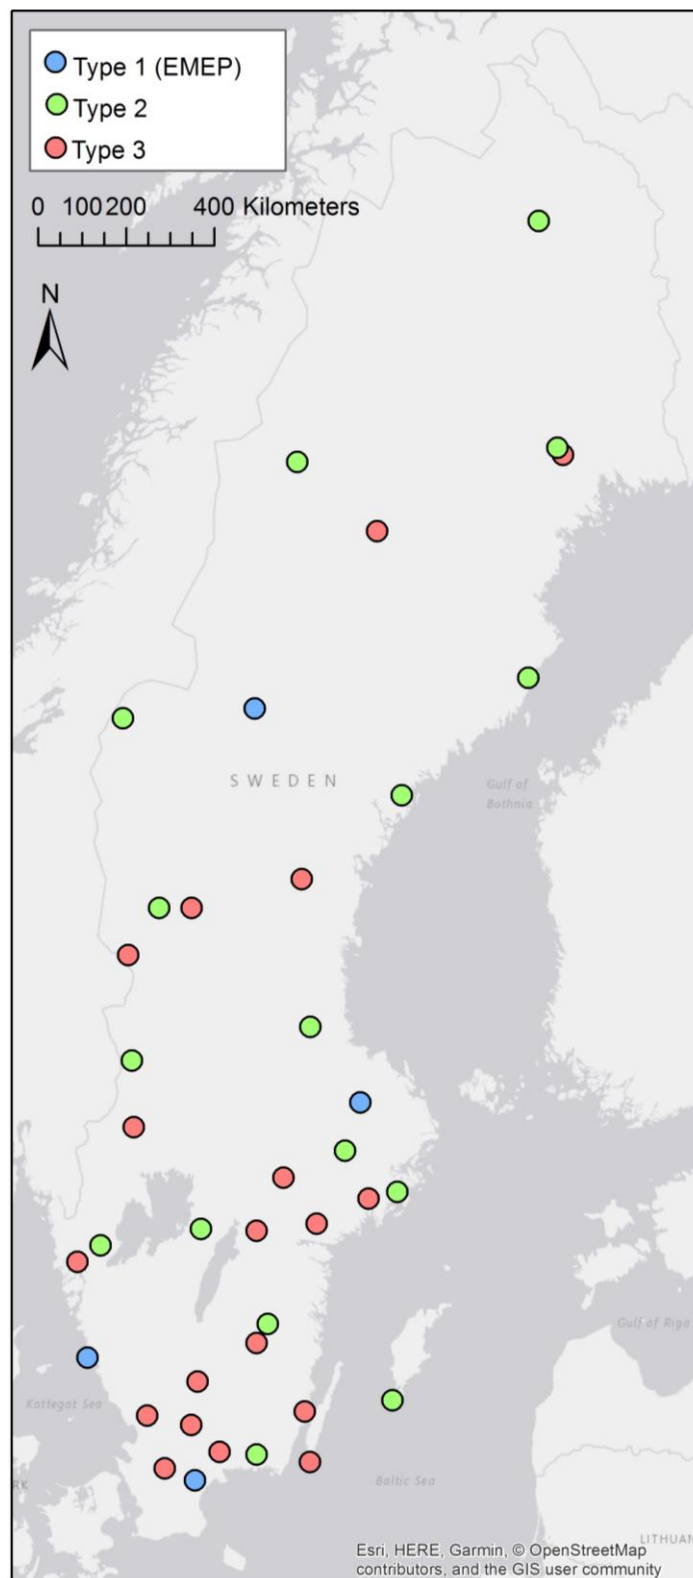 Type 1 (EMEP)
Type 2
Type 3
0 100 200 400 Kilometers
N
SWEDEN
Gulf of
Bothnia
Gulf of Riga
Kattegat Sea
RK
Baltic Sea
LITHUAN
Esri, HERE, Garmin, © OpenStreetMap
contributors, and the GIS user community